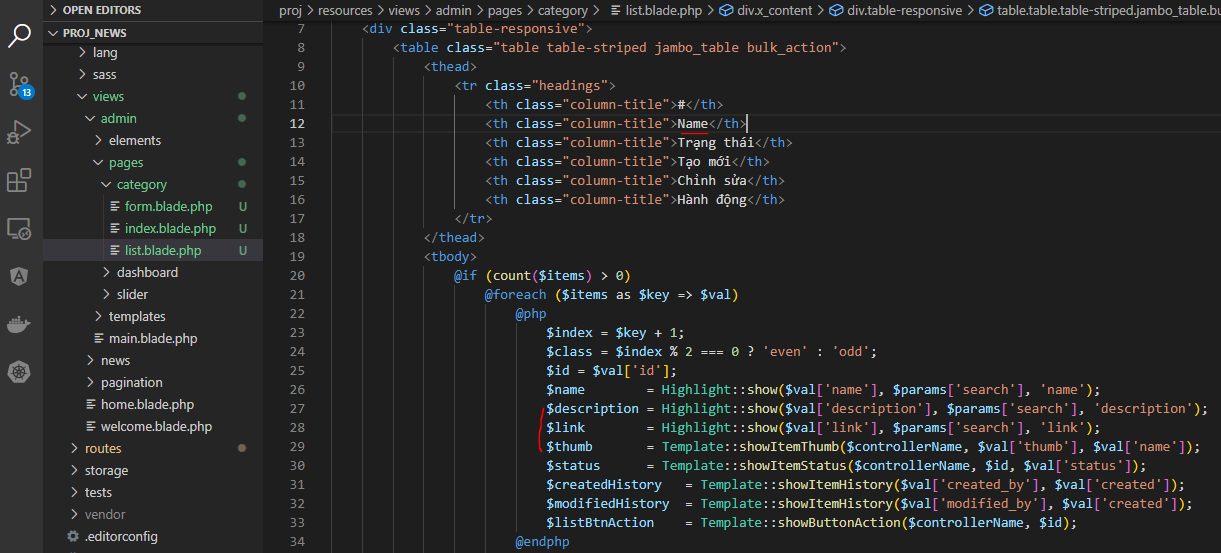 OPEN EDITORS
PROJ_NEWS
lang
sass
views
admin
elements
pages
category
form.blade.php U
index.blade.php U
list.blade.php U
dashboard
slider
templates
main.blade.php
news
pagination
home.blade.php
welcome.blade.php
routes
storage
tests
vendor
.editorconfig
13
proj > resources > views > admin > pages > category > list.blade.php > div.x_content > div.table-responsive > table.table.table-striped.jambo_table.bu
7 <div class="table-responsive">
8 <table class="table table-striped jambo_table bulk_action">
9 <thead>
10 <tr class="headings">
11 <th class="column-title">#</th>
12 <th class="column-title">Name</th>
13 <th class="column-title">Trạng thái</th>
14 <th class="column-title">Tạo mới</th>
15 <th class="column-title">Chỉnh sửa</th>
16 <th class="column-title">Hành động</th>
17 </tr>
18 </thead>
19 <tbody>
20 @if (count($items) > 0)
21 @foreach ($items as $key => $val)
22 @php
23 $index = $key + 1;
24 $class = $index % 2 === 0 ? 'even' : 'odd';
25 $id = $val['id'];
26 $name = Highlight::show($val['name'], $params['search'], 'name');
27 $description = Highlight::show($val['description'], $params['search'], 'description');
28 $link = Highlight::show($val['link'], $params['search'], 'link');
29 $thumb = Template::showItemThumb($controllerName, $val['thumb'], $val['name']);
30 $status = Template::showItemStatus($controllerName, $id, $val['status']);
31 $createdHistory = Template::showItemHistory($val['created_by'], $val['created']);
32 $modifiedHistory = Template::showItemHistory($val['modified_by'], $val['created']);
33 $listBtnAction = Template::showButtonAction($controllerName, $id);
34 @endphp